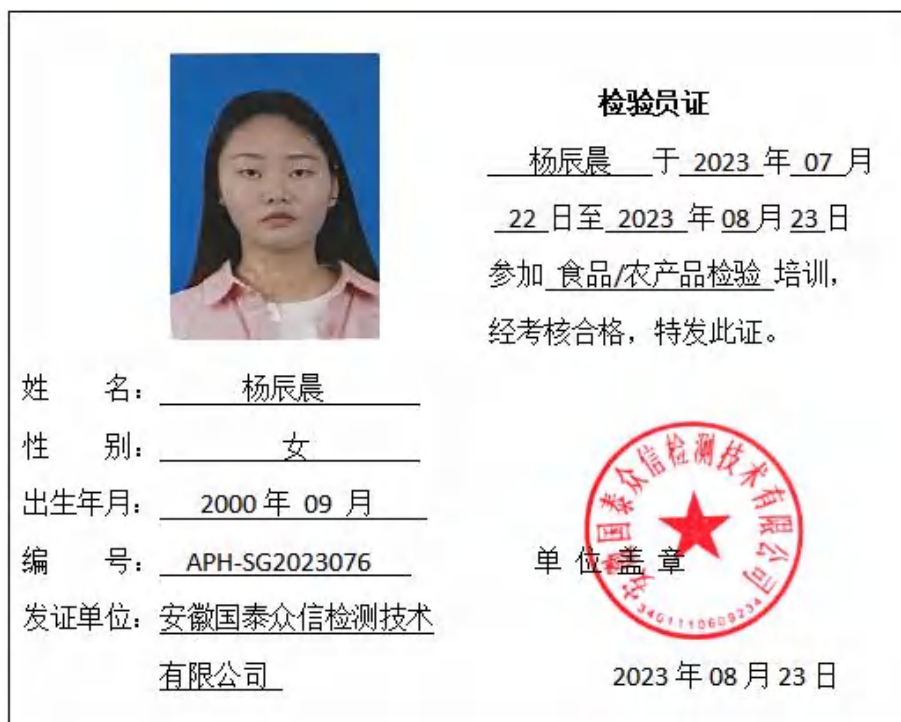 检验员证
杨辰晨 于 2023 年 07 月
22 日至 2023 年 08 月 23 日
参加 食品/农产品检验 培训，
经考核合格，特发此证。
姓 名： 杨辰晨
性 别： 女
出生年月： 2000 年 09 月
编 号： APH-SG2023076
发证单位：安徽国泰众信检测技术
有限公司
安徽国泰众信检测技术有限公司
3401110609234
单 位 盖 章
2023 年 08 月 23 日